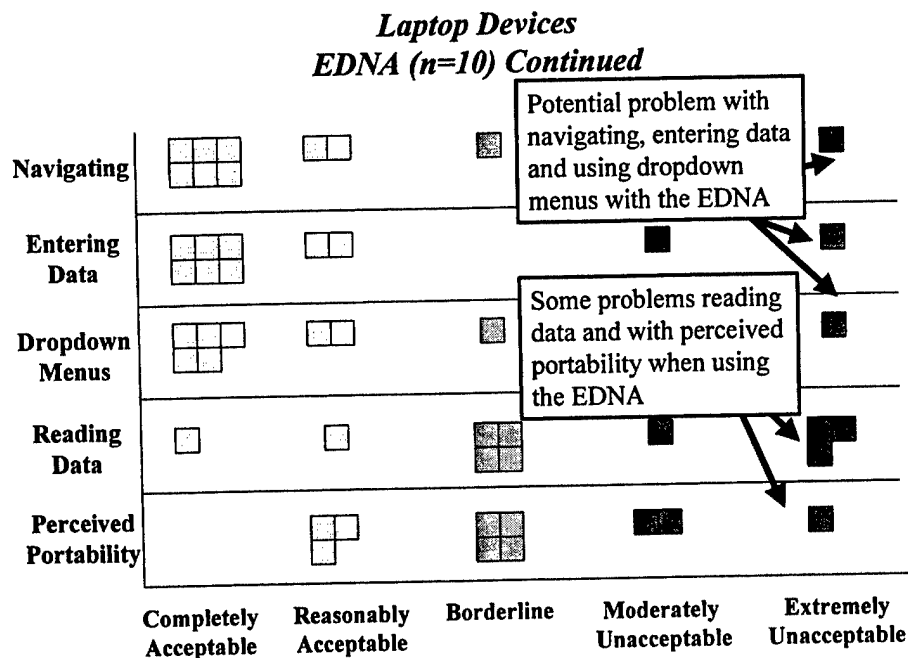 Laptop Devices
EDNA (n=10) Continued
Potential problem with
navigating, entering data
and using dropdown
menus with the EDNA
Navigating
Entering
Data
Some problems reading
data and with perceived
portability when using
the EDNA
Dropdown
Menus
Reading
Data
Perceived
Portability
Completely
Acceptable
Reasonably
Acceptable
Borderline
Moderately
Unacceptable
Extremely
Unacceptable